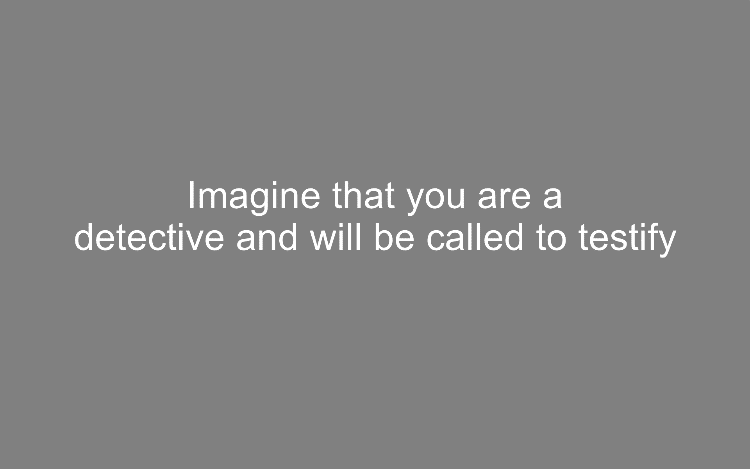 Imagine that you are a
detective and will be called to testify